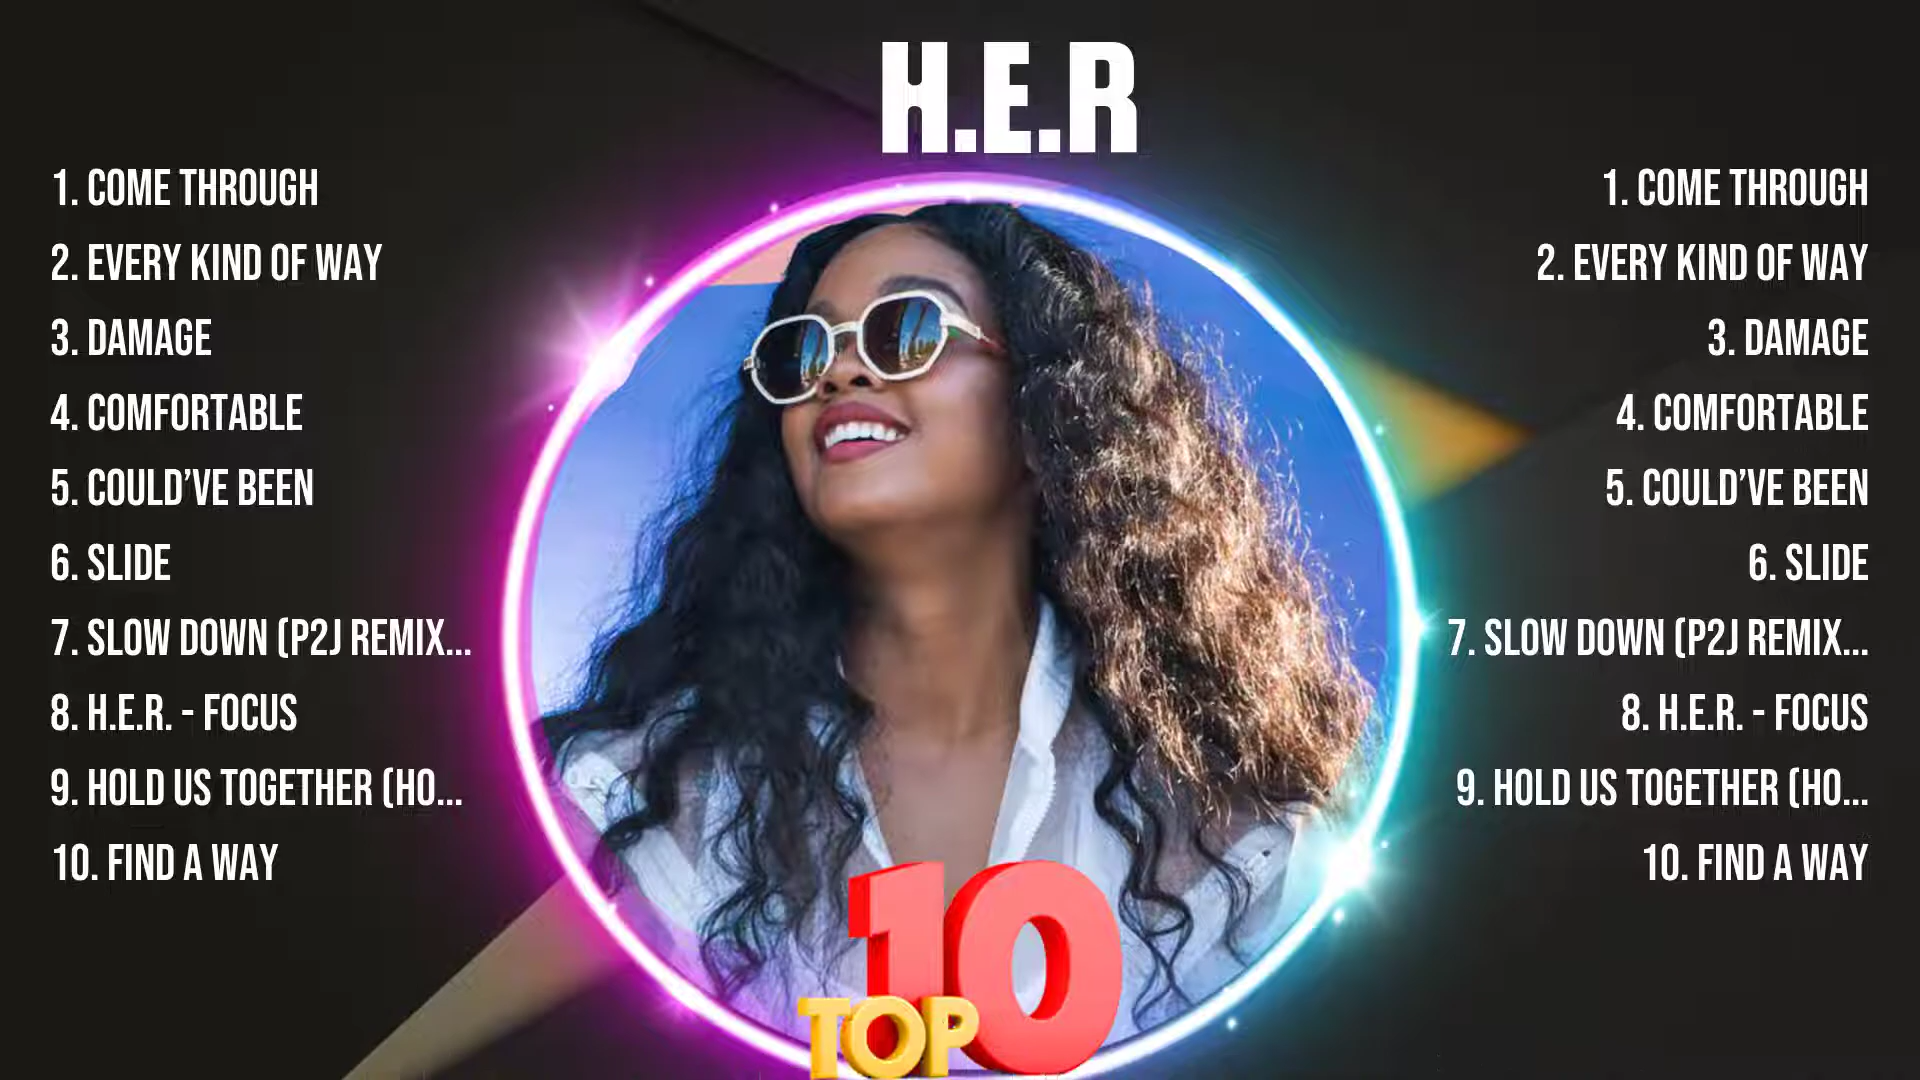 H.E.R
1. COME THROUGH
2. EVERY KIND OF WAY
3. DAMAGE
4. COMFORTABLE
5. COULD’VE BEEN
6. SLIDE
7. SLOW DOWN (P2J REMIX...
8. H.E.R. - FOCUS
9. HOLD US TOGETHER (HO...
10. FIND A WAY
1. COME THROUGH
2. EVERY KIND OF WAY
3. DAMAGE
4. COMFORTABLE
5. COULD’VE BEEN
6. SLIDE
7. SLOW DOWN (P2J REMIX...
8. H.E.R. - FOCUS
9. HOLD US TOGETHER (HO...
10. FIND A WAY
TOP 10